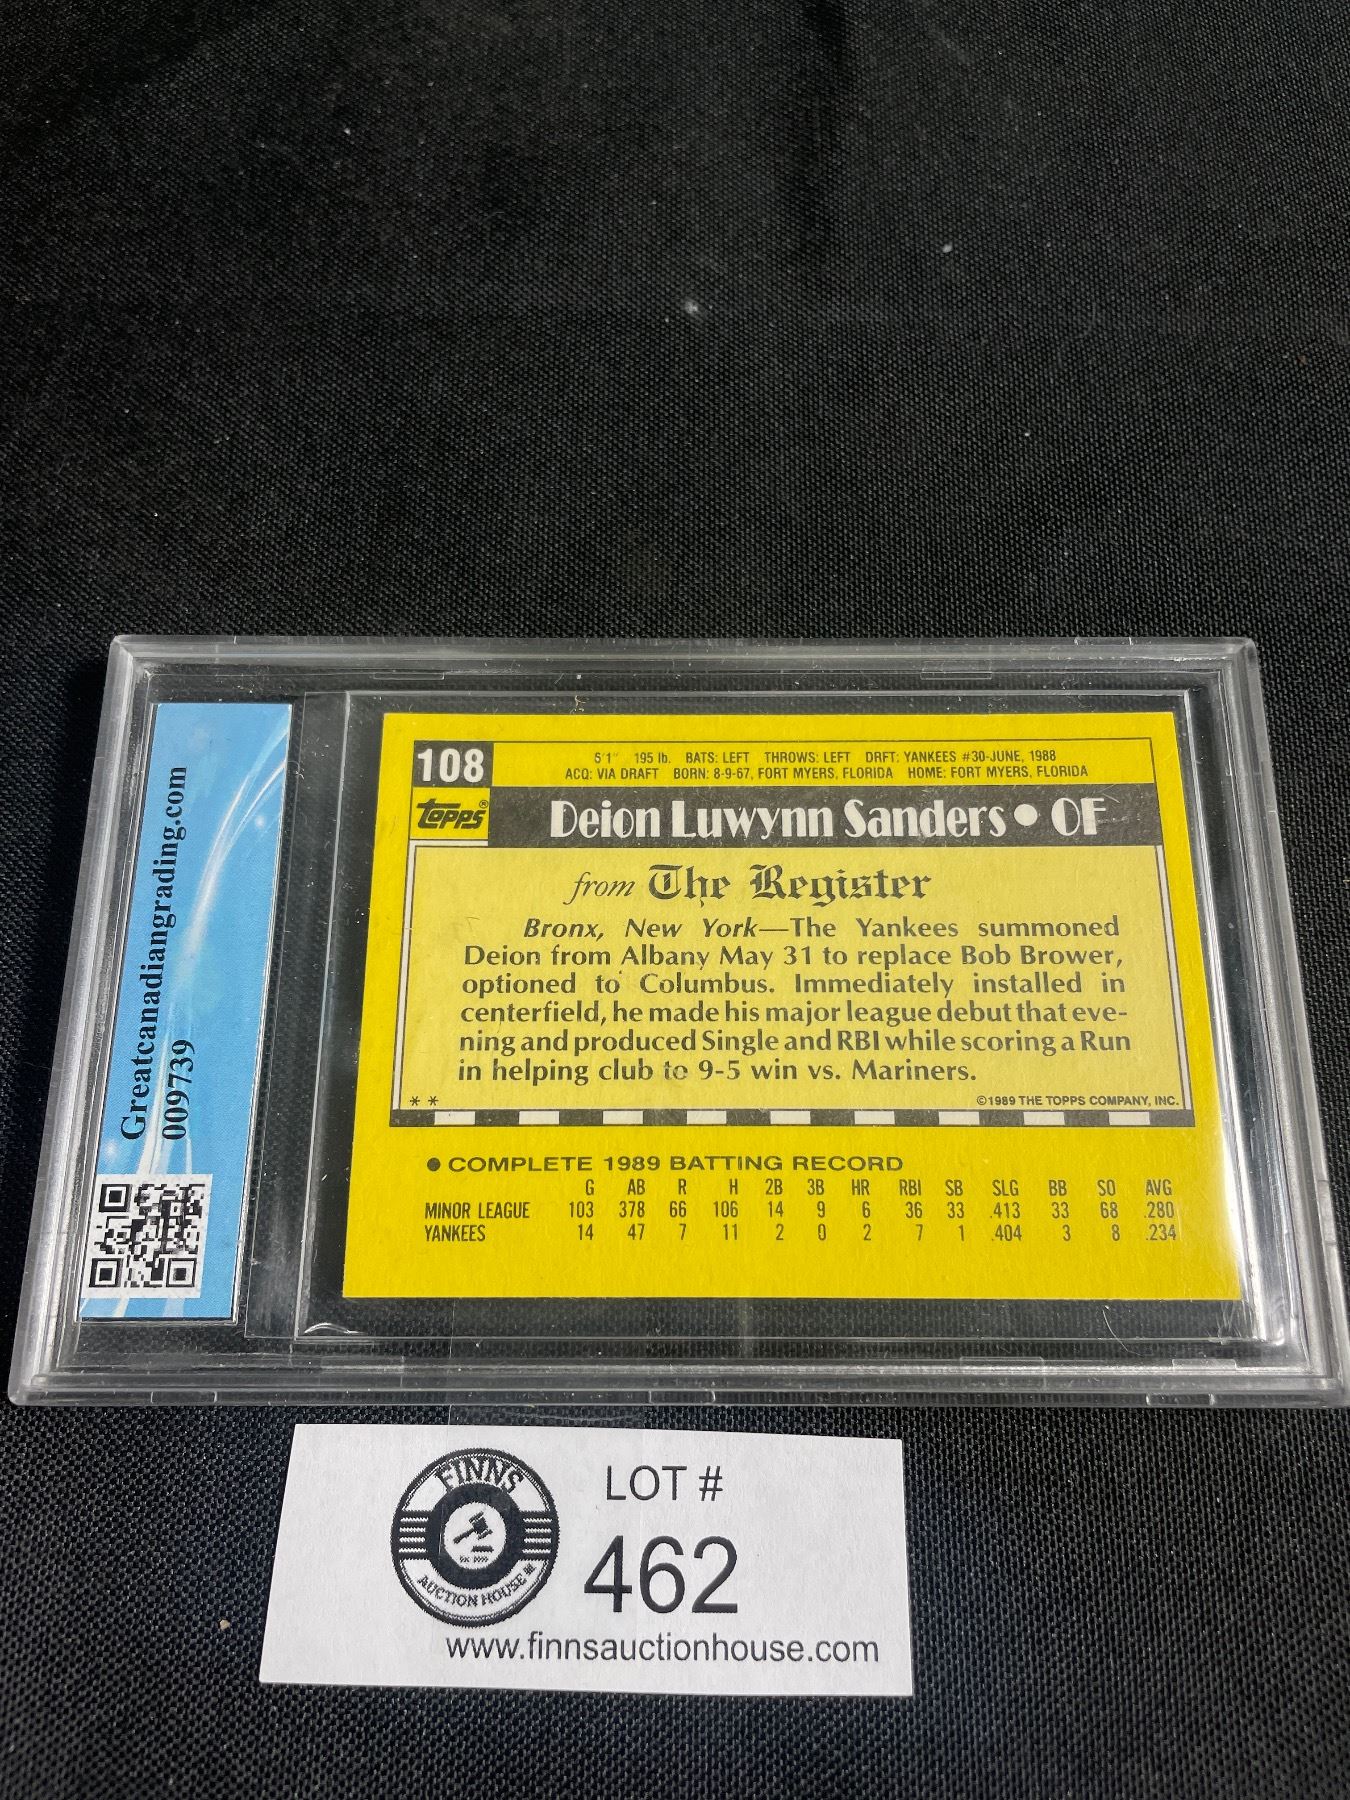 Greatcanadiangrading.com
009739
108
5'1" 195 lb. BATS: LEFT THROWS: LEFT DRFT: YANKEES #30-JUNE, 1988
ACQ: VIA DRAFT BORN: 8-9-67, FORT MYERS, FLORIDA HOME: FORT MYERS, FLORIDA
TOPPS®
Deion Luwynn Sanders • OF
from The Register
Bronx, New York—The Yankees summoned
Deion from Albany May 31 to replace Bob Brower,
optioned to Columbus. Immediately installed in
centerfield, he made his major league debut that eve-
ning and produced Single and RBI while scoring a Run
in helping club to 9-5 win vs. Mariners.
* * ©1989 THE TOPPS COMPANY, INC.
● COMPLETE 1989 BATTING RECORD
G AB R H 2B 3B HR RBI SB SLG BB SO AVG
MINOR LEAGUE 103 378 66 106 14 9 6 36 33 .413 33 68 .280
YANKEES 14 47 7 11 2 0 2 7 1 .404 3 8 .234
FINNS
AUCTION HOUSE
LOT #
462
www.finnsauctionhouse.com